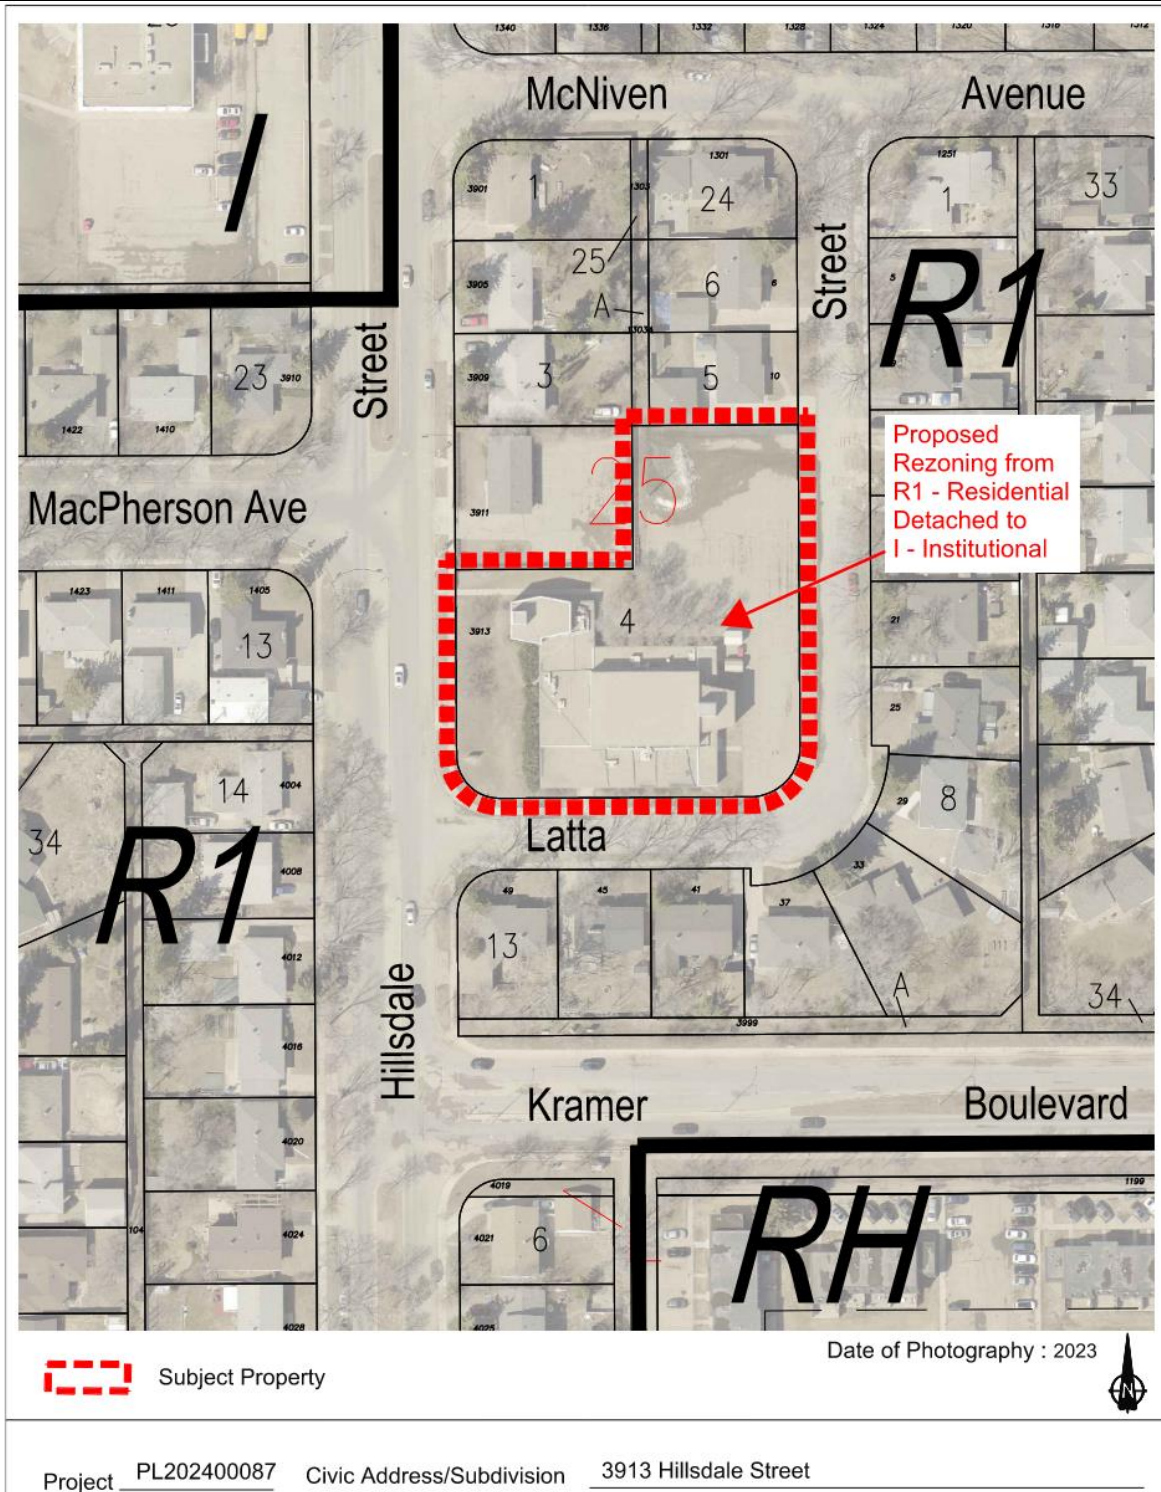 1340 1336 1332 1328 1324 1320 1316 1312
McNiven Avenue
I
3901 1 1303 1301 24 1251 1 33
25
3905 6 6 5
A
1303A
Street
R1
Street
23 3910 3909 3 5 10
1422 1410
Proposed
Rezoning from
R1 - Residential
Detached to
I - Institutional
25
MacPherson Ave
3911
1423 1411 1405
13
3913 4 21
25
14 4004
29 8
Latta
34
R1
4008
33
49 45 41 37
13
111
4012
A
34
3999
Hillsdale
4016
Kramer Boulevard
4020
4019 1199
104 4024
4021 6
RH
4028 4025
Date of Photography : 2023
N
Subject Property
Project PL202400087 Civic Address/Subdivision 3913 Hillsdale Street